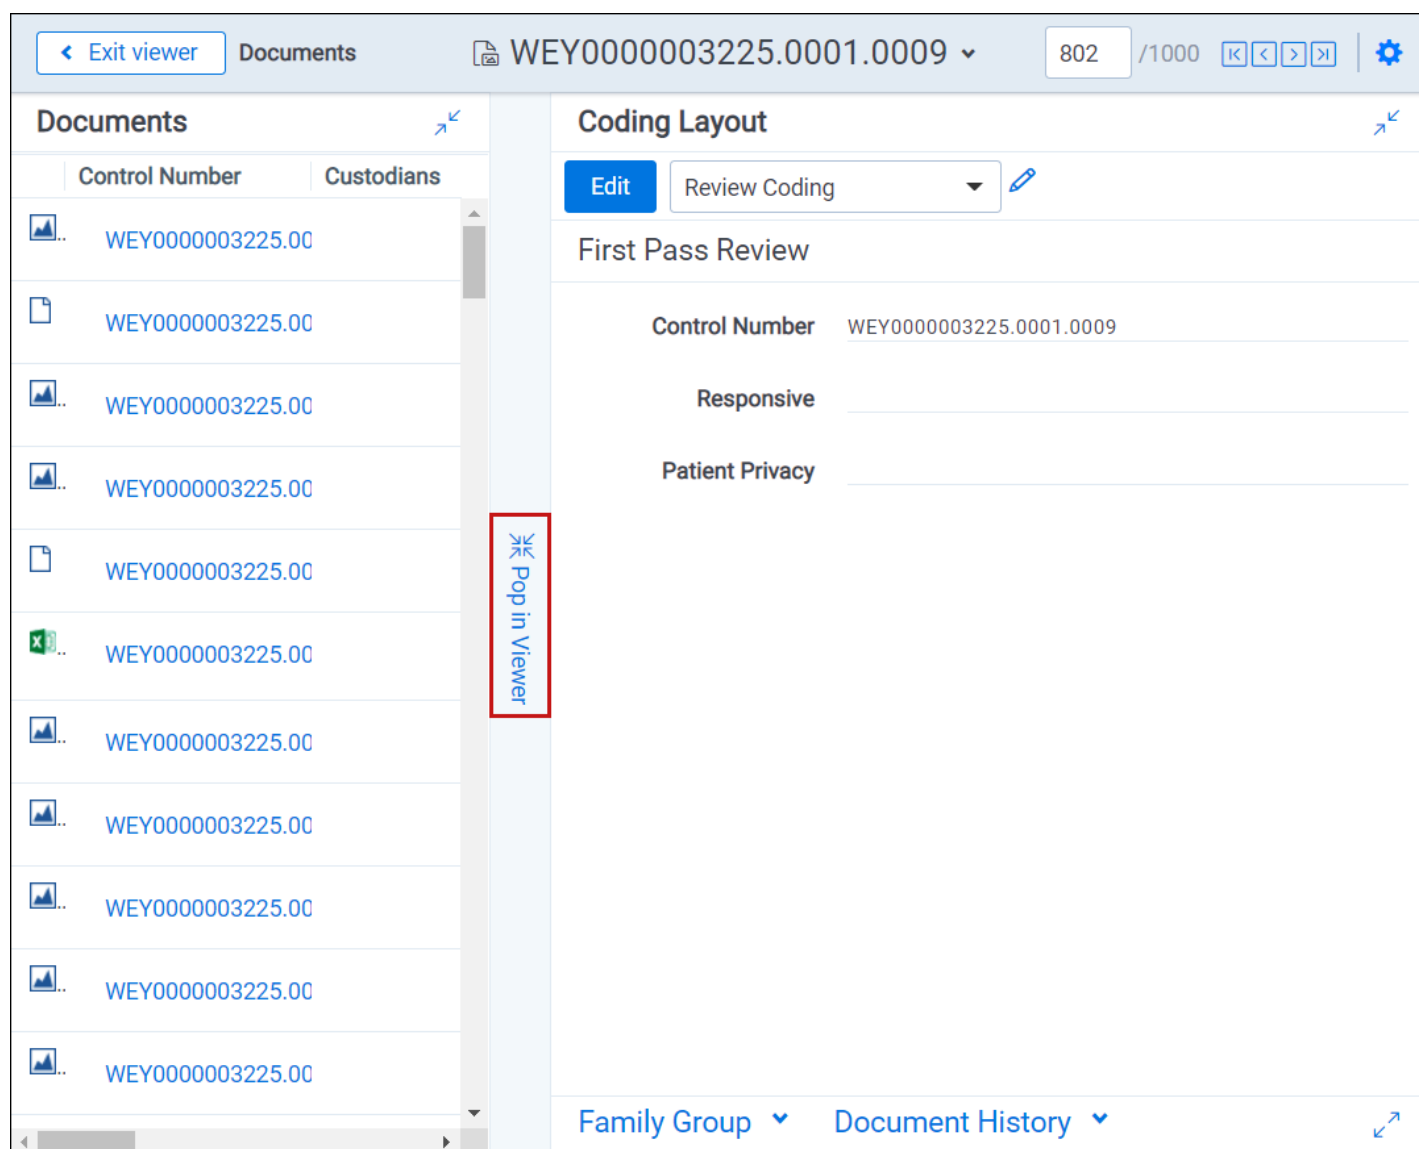 Exit viewer Documents WEY0000003225.0001.0009 802 /1000
Documents
Control Number Custodians
WEY0000003225.00
WEY0000003225.00
WEY0000003225.00
WEY0000003225.00
WEY0000003225.00
WEY0000003225.00
WEY0000003225.00
WEY0000003225.00
WEY0000003225.00
WEY0000003225.00
WEY0000003225.00
Pop in Viewer
Coding Layout
Edit Review Coding
First Pass Review
Control Number WEY0000003225.0001.0009
Responsive
Patient Privacy
Family Group Document History